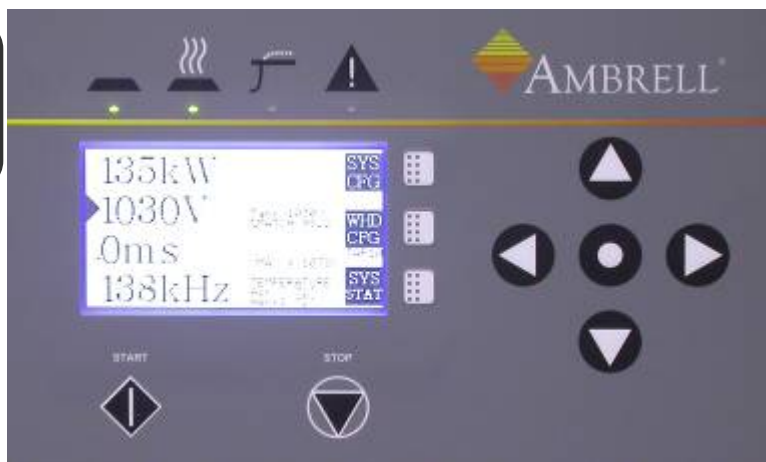 AMBRELL
135kW
SYS
CFG
1030V
WHD
CFG
.0ms
138kHz
SYS
STAT
START
STOP